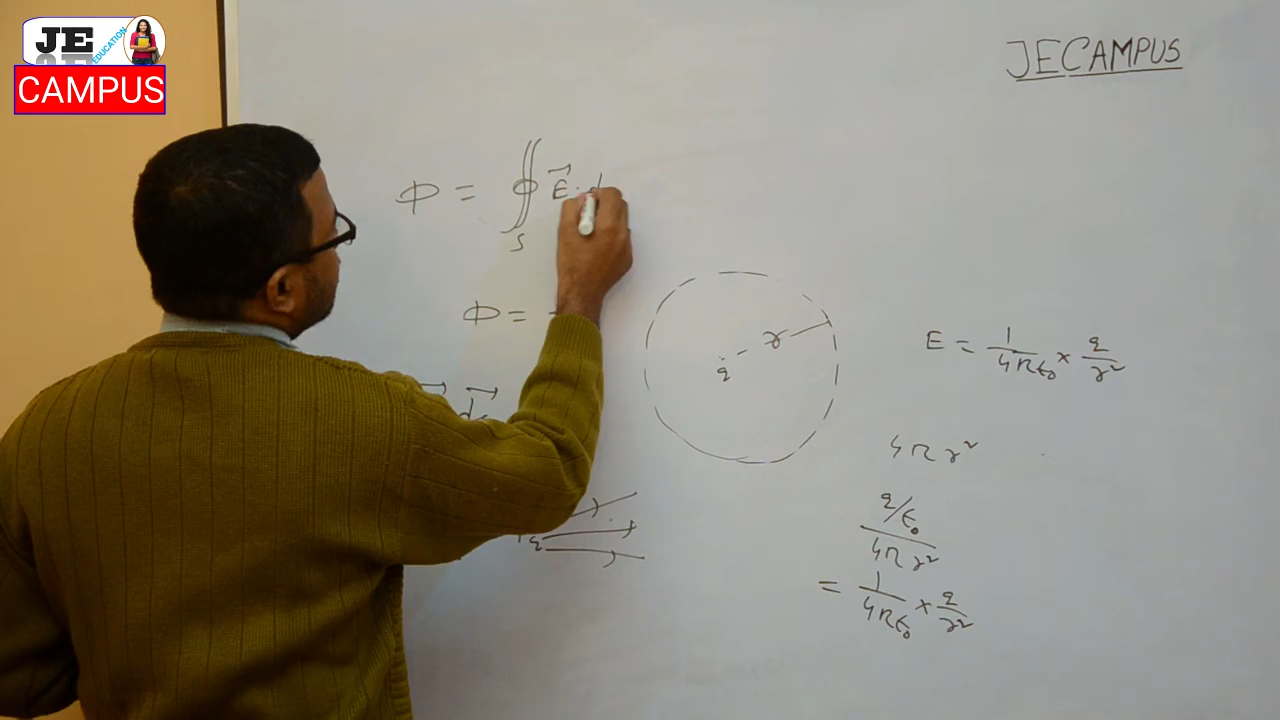 JE
EDUCATION
CAMPUS
JECAMPUS
Φ = ∯ E⃗ ·
S
Φ =
r
q
E = 1/4πε₀ × q/r²
4πr²
q/ε₀
4πr²
= 1/4πε₀ × q/r²
q